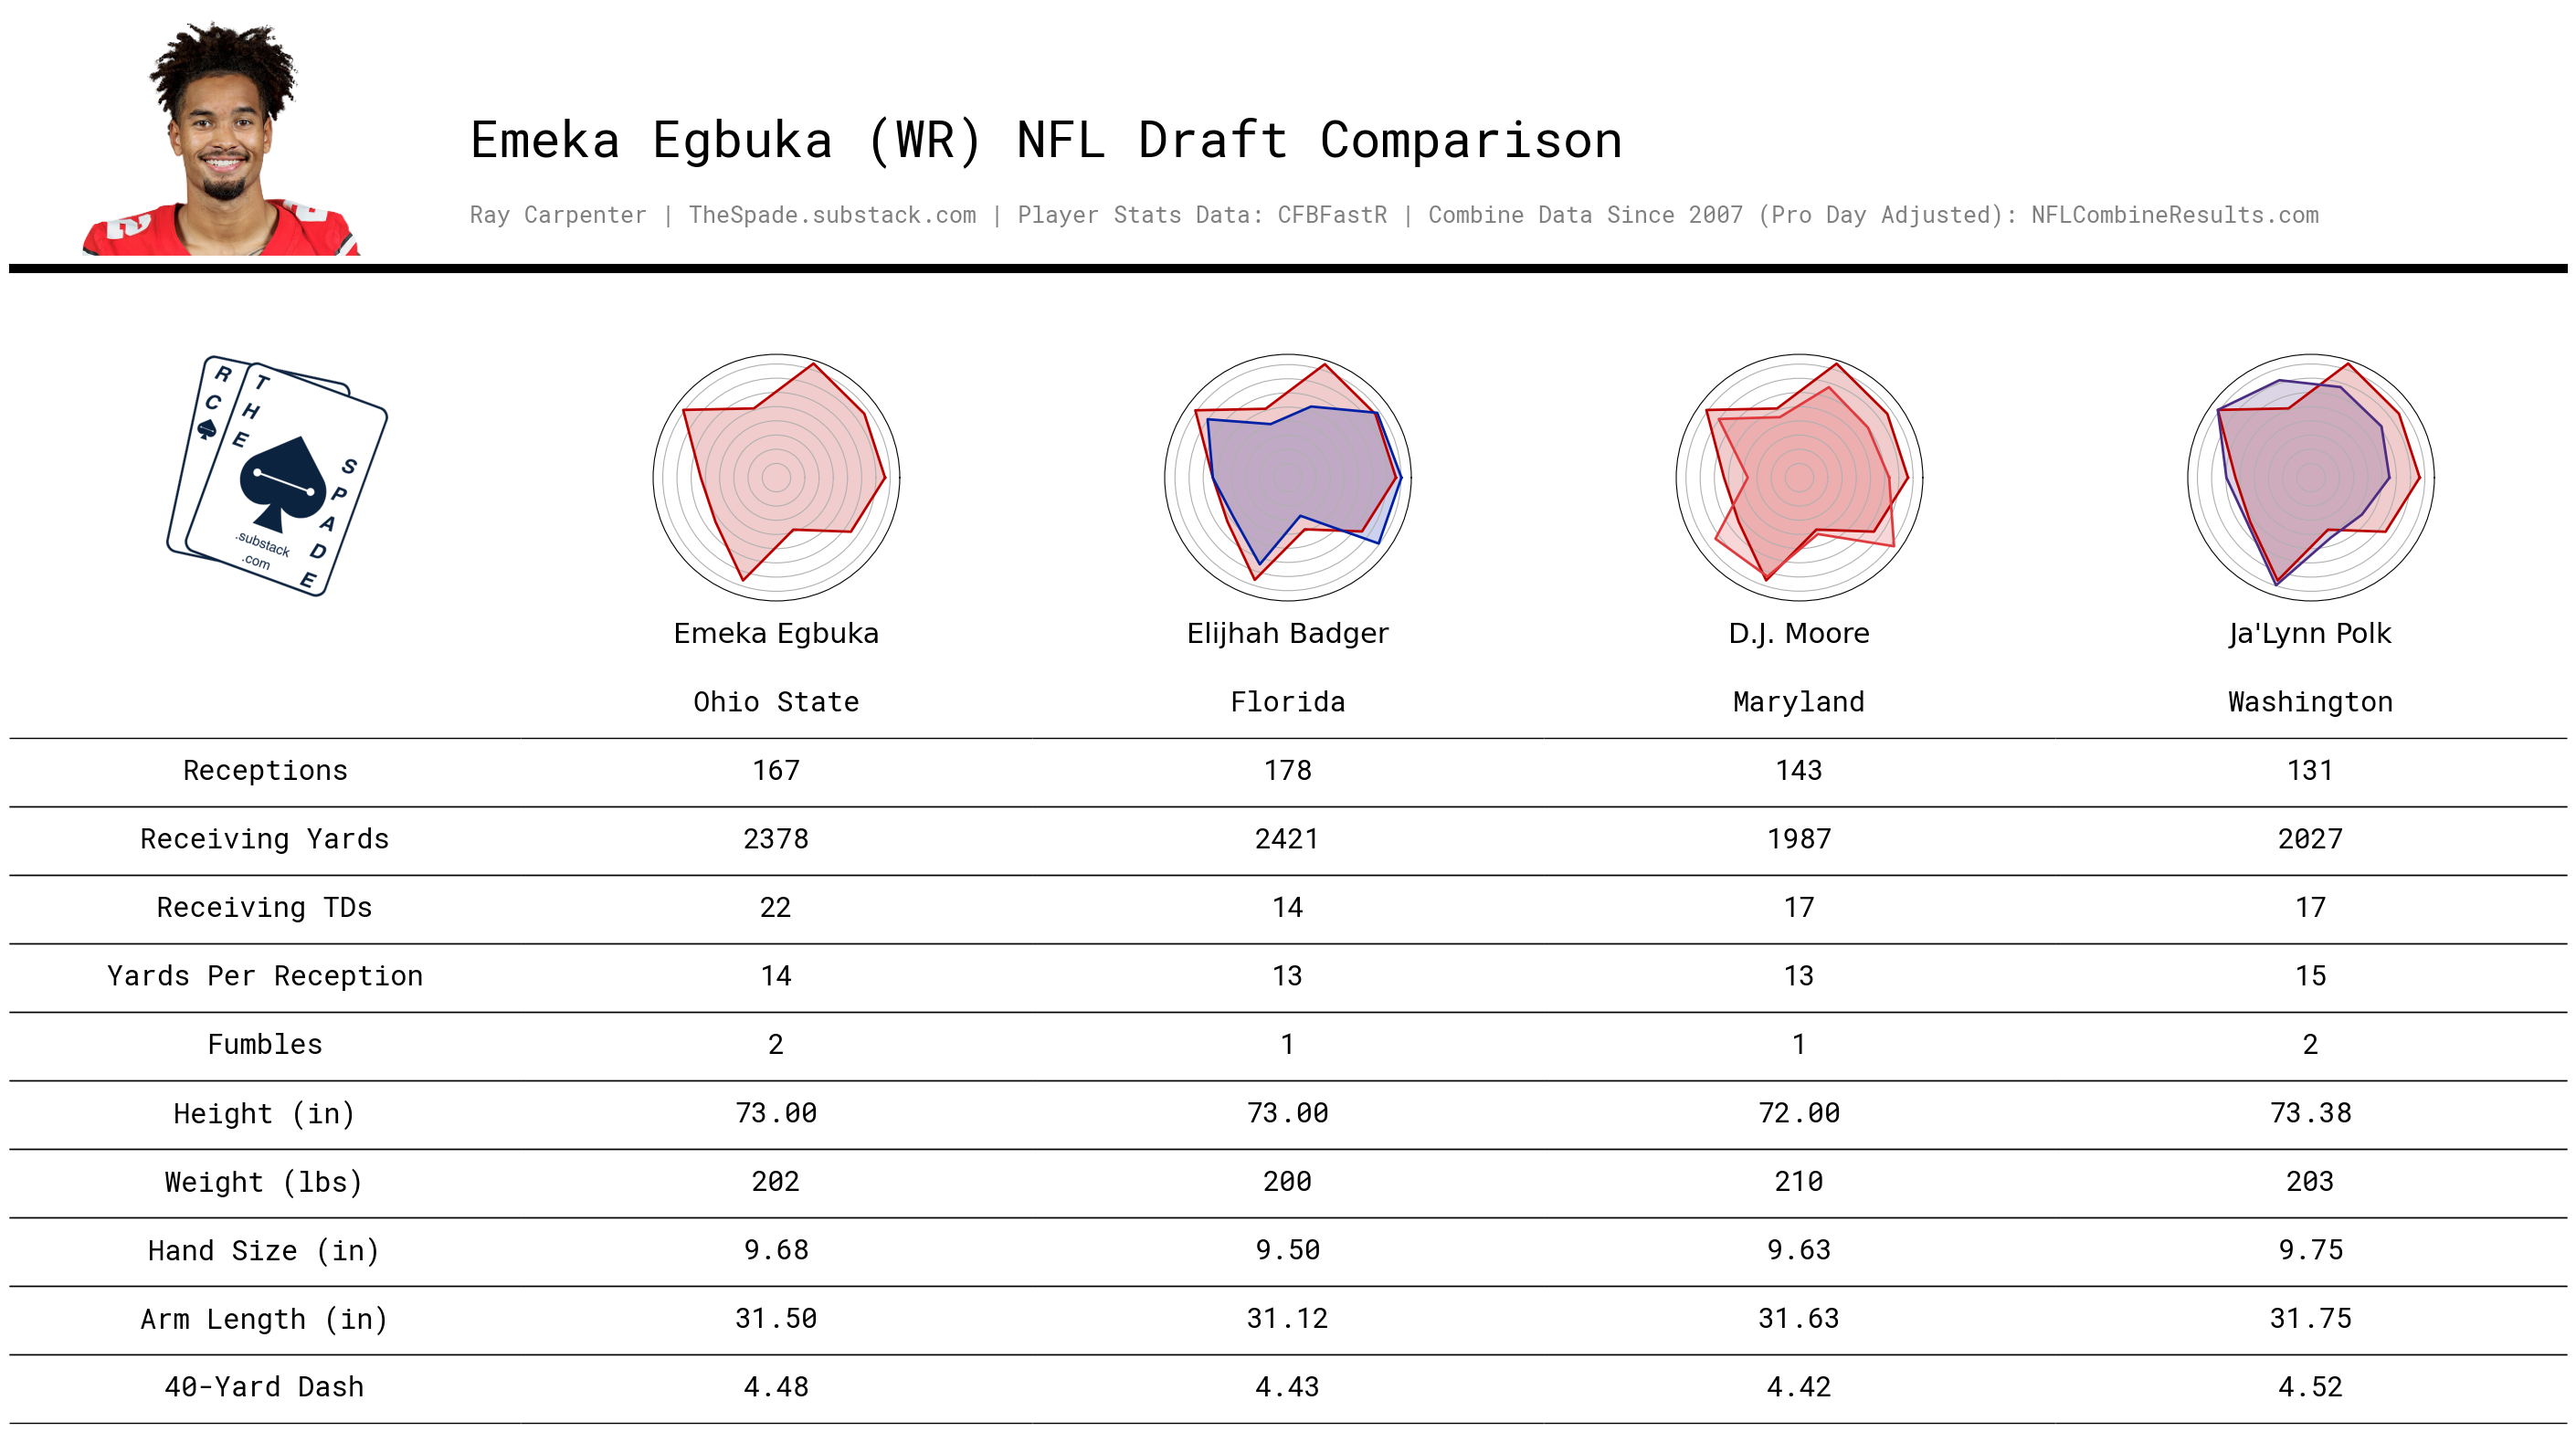 Emeka Egbuka (WR) NFL Draft Comparison
Ray Carpenter | TheSpade.substack.com | Player Stats Data: CFBFastR | Combine Data Since 2007 (Pro Day Adjusted): NFLCombineResults.com
RC
THE
SPADE
.substack
.com
Emeka Egbuka Elijhah Badger D.J. Moore Ja'Lynn Polk
Ohio State Florida Maryland Washington
Receptions 167 178 143 131
Receiving Yards 2378 2421 1987 2027
Receiving TDs 22 14 17 17
Yards Per Reception 14 13 13 15
Fumbles 2 1 1 2
Height (in) 73.00 73.00 72.00 73.38
Weight (lbs) 202 200 210 203
Hand Size (in) 9.68 9.50 9.63 9.75
Arm Length (in) 31.50 31.12 31.63 31.75
40-Yard Dash 4.48 4.43 4.42 4.52